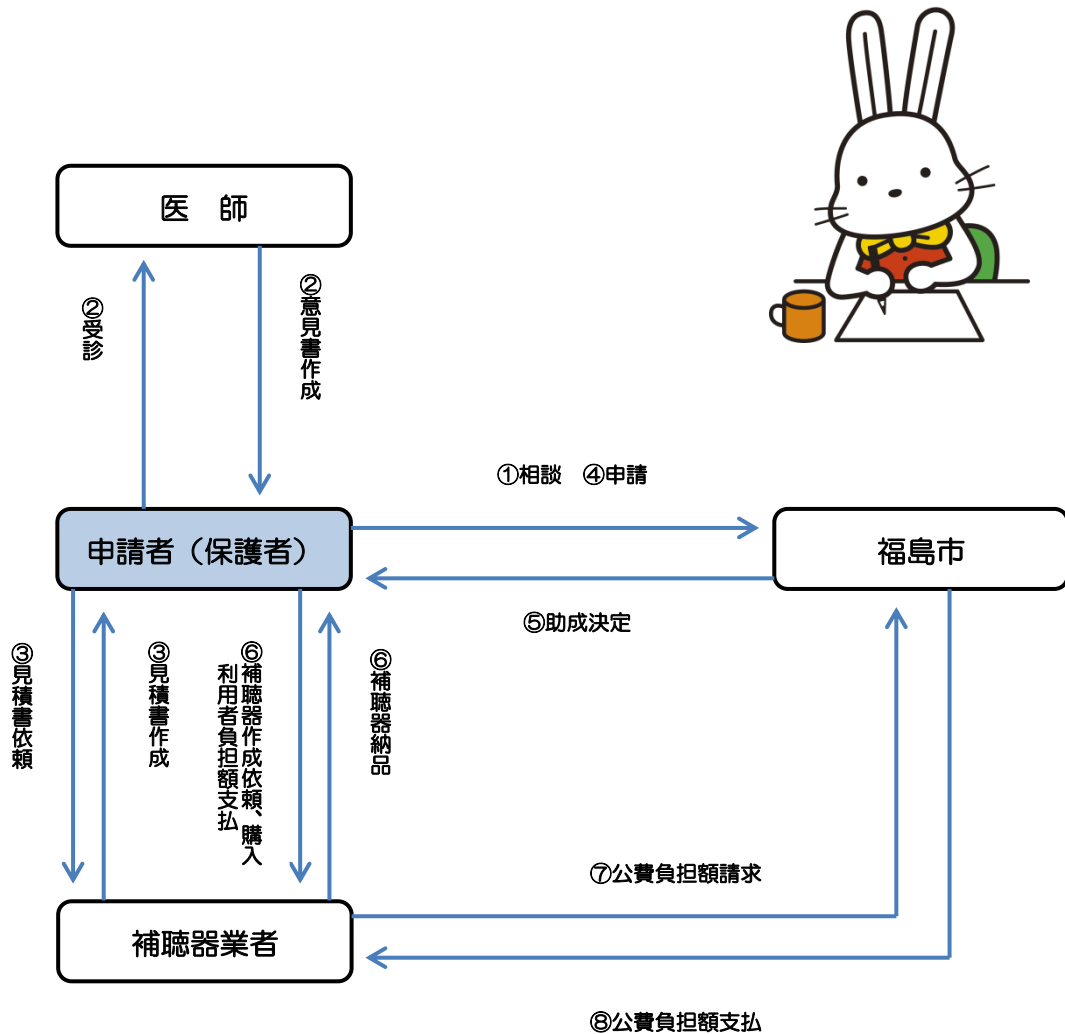 医　師
②受診
②意見書作成
①相談　④申請
申請者（保護者）
福島市
⑤助成決定
③見積書依頼
③見積書作成
⑥補聴器作成依頼、購入
利用者負担額支払
⑥補聴器納品
⑦公費負担額請求
補聴器業者
⑧公費負担額支払